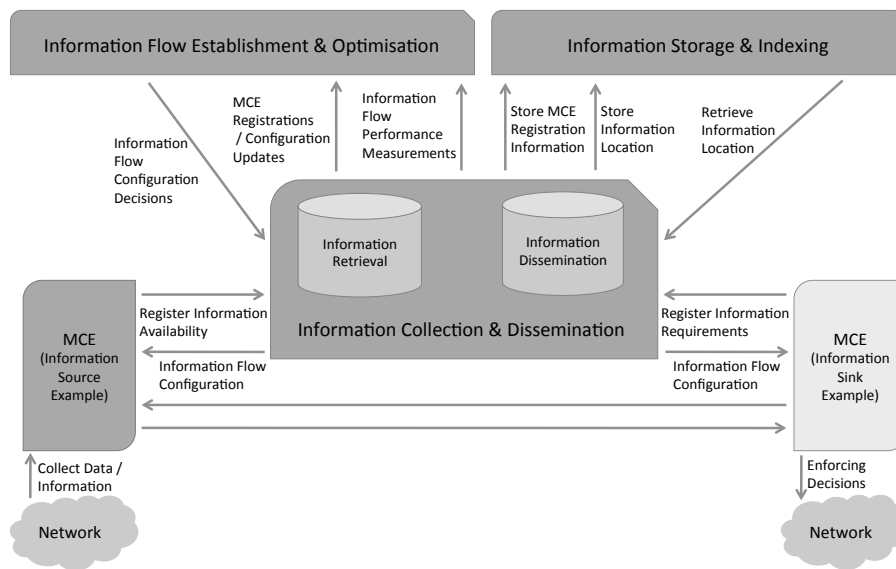 Information Flow Establishment & Optimisation
Information Storage & Indexing
Information
Flow
Configuration
Decisions
MCE
Registrations
/ Configuration
Updates
Information
Flow
Performance
Measurements
Store MCE
Registration
Information
Store
Information
Location
Retrieve
Information
Location
Information
Retrieval
Information
Dissemination
Information Collection & Dissemination
MCE
(Information
Source
Example)
Register Information
Availability
Information Flow
Configuration
Register Information
Requirements
Information Flow
Configuration
MCE
(Information
Sink
Example)
Collect Data /
Information
Network
Enforcing
Decisions
Network